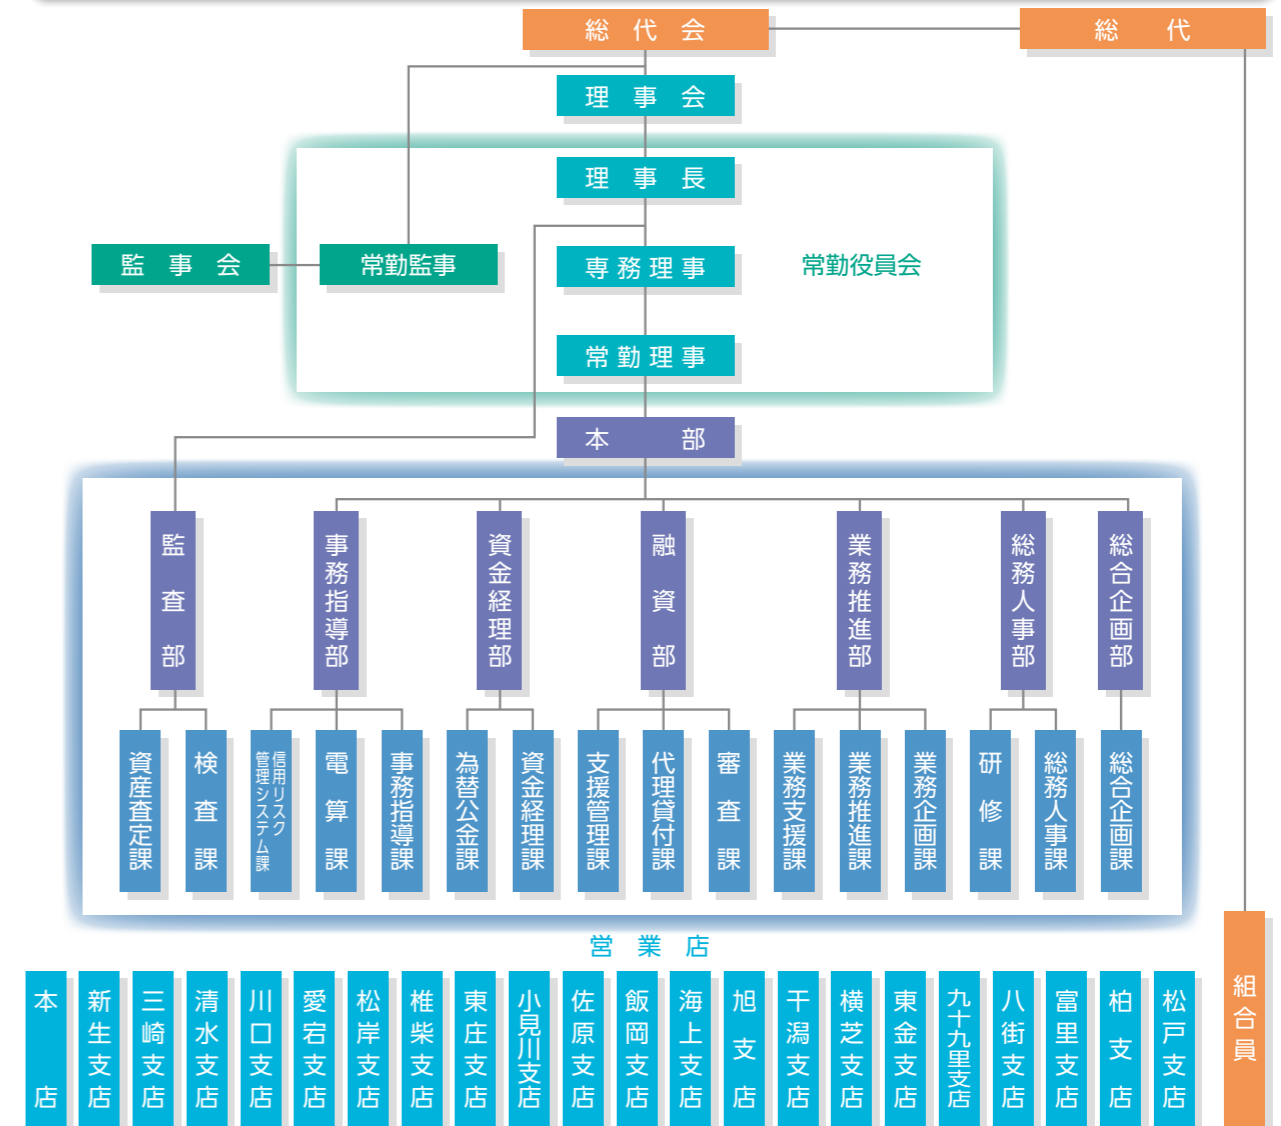 総代会
総代
理事会
理事長
監事会
常勤監事
専務理事
常勤役員会
常勤理事
本部
監査部
事務指導部
資金経理部
融資部
業務推進部
総務人事部
総合企画部
資産査定課
検査課
信用リスク
管理システム課
電算課
事務指導課
為替公金課
資金経理課
支援管理課
代理貸付課
審査課
業務支援課
業務推進課
業務企画課
研修課
総務人事課
総合企画課
営業店
本店
新生支店
三崎支店
清水支店
川口支店
愛宕支店
松岸支店
椎柴支店
東庄支店
小見川支店
佐原支店
飯岡支店
海上支店
旭支店
干潟支店
横芝支店
東金支店
九十九里支店
八街支店
富里支店
柏支店
松戸支店
組合員